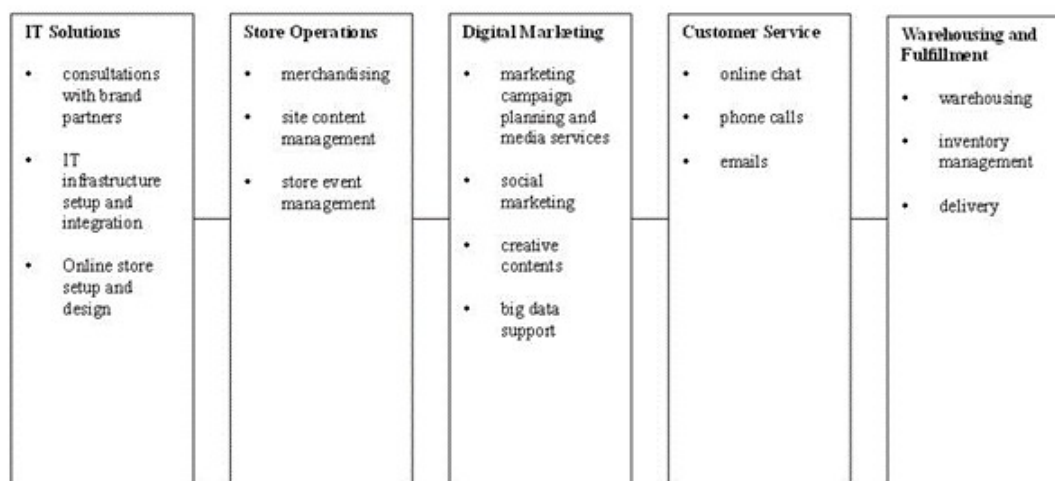 IT Solutions
• consultations
with brand
partners
• IT
infrastructure
setup and
integration
• Online store
setup and
design
Store Operations
• merchandising
• site content
management
• store event
management
Digital Marketing
• marketing
campaign
planning and
media services
• social
marketing
• creative
contents
• big data
support
Customer Service
• online chat
• phone calls
• emails
Warehousing and
Fulfillment
• warehousing
• inventory
management
• delivery